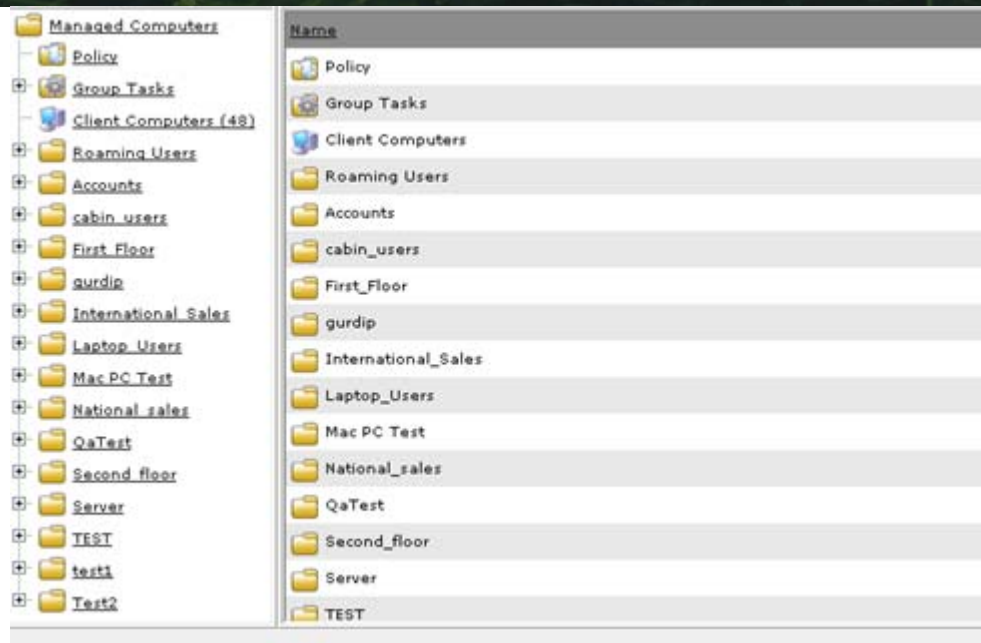 Managed Computers
Policy
Group Tasks
Client Computers (48)
Roaming Users
Accounts
cabin_users
First_Floor
gurdip
International_Sales
Laptop_Users
Mac PC Test
National_sales
QaTest
Second_floor
Server
TEST
test1
Test2
Name
Policy
Group Tasks
Client Computers
Roaming Users
Accounts
cabin_users
First_Floor
gurdip
International_Sales
Laptop_Users
Mac PC Test
National_sales
QaTest
Second_floor
Server
TEST